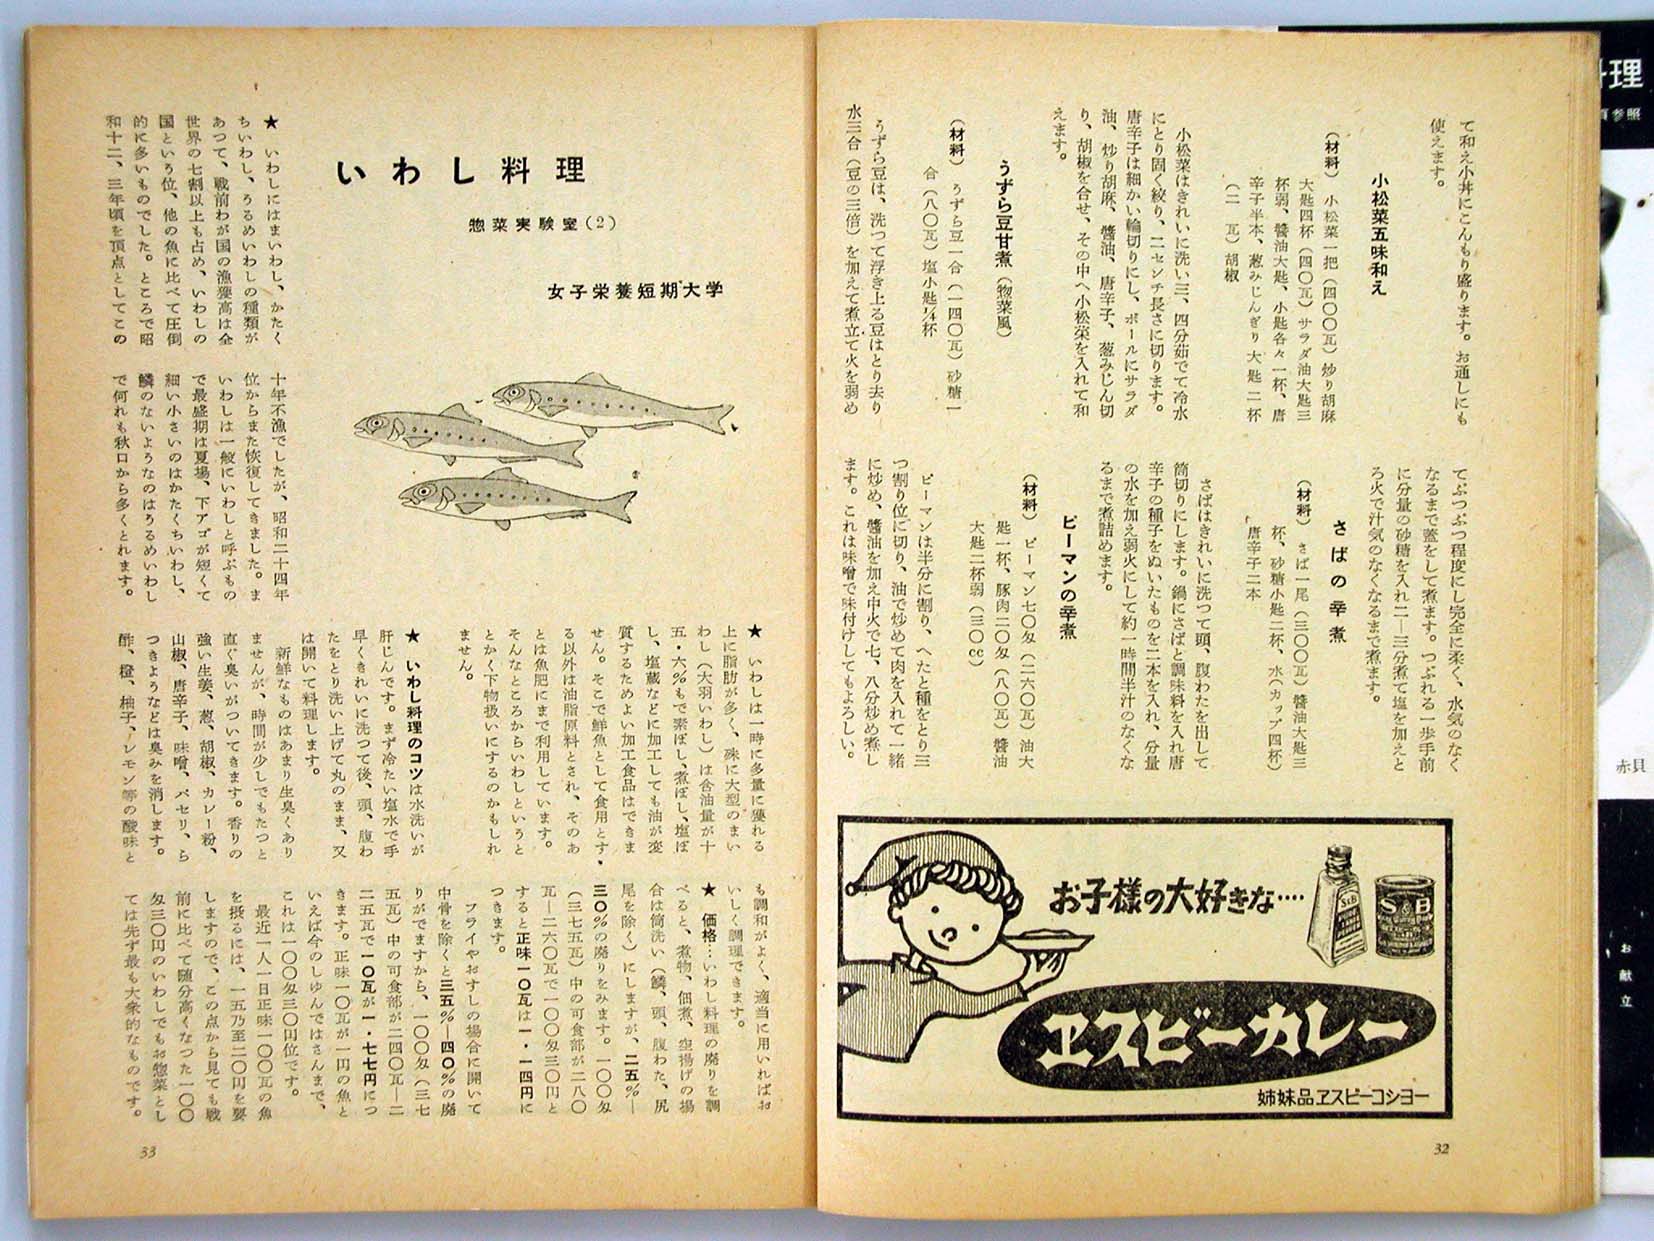 て和え小丼にこんもり盛ります。お通しにも
使えます。
小松菜五味和え
(材料) 小松菜一把(四〇〇瓦)炒り胡麻
大匙四杯(四〇瓦)サラダ油大匙三
杯弱、醬油大匙、小匙各々一杯、唐
辛子半本、葱みじんぎり大匙二杯
(二 瓦)胡椒
小松菜はきれいに洗い三、四分茹でて冷水
にとり固く絞り、二センチ長さに切ります。
唐辛子は細かい輪切りにし、ボールにサラダ
油、炒り胡麻、醬油、唐辛子、葱みじん切
り、胡椒を合せ、その中へ小松菜を入れて和
えます。
うずら豆甘煮(惣菜風)
(材料) うずら豆一合(一四〇瓦)砂糖一
合(八〇瓦)塩小匙¼杯
うずら豆は、洗つて浮き上る豆はとり去り
水三合(豆の三倍)を加えて煮立て火を弱め
てぷつぷつ程度にし完全に柔く、水気のなく
なるまで蓋をして煮ます。つぶれる一歩手前
に分量の砂糖を入れ二―三分煮て塩を加えと
ろ火で汁気のなくなるまで煮ます。
さばの辛煮
(材料) さば一尾(三〇〇瓦)醬油大匙三
杯、砂糖小匙二杯、水(カップ四杯)
唐辛子二本
さばはきれいに洗つて頭、腹わたを出して
筒切りにします。鍋にさばと調味料を入れ唐
辛子の種子をぬいたものを二本を入れ、分量
の水を加え弱火にして約一時間半汁のなくな
るまで煮詰めます。
ピーマンの辛煮
(材料) ピーマン七〇匁(二六〇瓦)油大
匙一杯、豚肉二〇匁(八〇瓦)醬油
大匙二杯弱(三〇cc)
ピーマンは半分に割り、へたと種をとり三
つ割り位に切り、油で炒めて肉を入れて一緒
に炒め、醬油を加え中火で七、八分炒め煮し
ます。これは味噌で味付けしてもよろしい。
お子様の大好きな‥‥
S&B
S&B
ヱスビーカレー
姉妹品ヱスビーコショー
32
いわし料理
惣菜実験室(2)
女子栄養短期大学
★ いわしにはまいわし、かたく
ちいわし、うるめいわしの種類が
あつて、戦前わが国の漁獲高は全
世界の七割以上も占め、いわしの
国という位、他の魚に比べて圧倒
的に多いものでした。ところで昭
和十二、三年頃を頂点としてこの
十年不漁でしたが、昭和二十四年
位からまた恢復してきました。ま
いわしは一般にいわしと呼ぶもの
で最盛期は夏場、下アゴが短くて
細い小さいのはかたくちいわし、
鱗のないようなのはうるめいわし
で何れも秋口から多くとれます。
★ いわしは一時に多量に獲れる
上に脂肪が多く、殊に大型のまい
わし(大羽いわし)は含油量が十
五・六%もで素ぼし、煮ぼし、塩ぼ
し、塩蔵などに加工しても油が変
質するためよい加工食品はできま
せん。そこで鮮魚として食用とす
る以外は油脂原料とされ、そのあ
とは魚肥にまで利用しています。
そんなところからいわしというと
とかく下物扱いにするのかもしれ
ません。
★ いわし料理のコツは水洗いが
肝じんです。まず冷たい塩水で手
早くきれいに洗つて後、頭、腹わ
たをとり洗い上げて丸のまま、又
は開いて料理します。
新鮮なものはあまり生臭くあり
ませんが、時間が少しでもたつと
直ぐ臭いがついてきます。香りの
強い生姜、葱、胡椒、カレー粉、
山椒、唐辛子、味噌、パセリ、ら
つきようなどは臭みを消します。
酢、橙、柚子、レモン等の酸味と
も調和がよく、適当に用いればお
いしく調理できます。
★ 価格…いわし料理の廃りを調
べると、煮物、佃煮、空揚げの場
合は筒洗い(鱗、頭、腹わた、尻
尾を除く)にしますが、二五%―
三〇%の廃りをみます。一〇〇匁
(三七五瓦)中の可食部が二八〇
瓦―二六〇瓦で一〇〇匁三〇円と
すると正味一〇瓦は一・一四円に
つきます。
フライやおすしの場合に開いて
中骨を除くと三五%―四〇%の廃
りがでますから、一〇〇匁(三七
五瓦)中の可食部が二四〇瓦―二
二五瓦で一〇瓦が一・七七円につ
きます。正味一〇瓦が一円の魚と
いえば今のしゆんではさんまで、
これは一〇〇匁三〇円位です。
最近一人一日正味一〇〇瓦の魚
を摂るには、一五乃至二〇円を要
しますので、この点から見ても戦
前に比べて随分高くなつた一〇〇
匁三〇円のいわしでもお惣菜とし
ては先ず最も大衆的なものです。
33
理
頁参照
赤貝
お献立